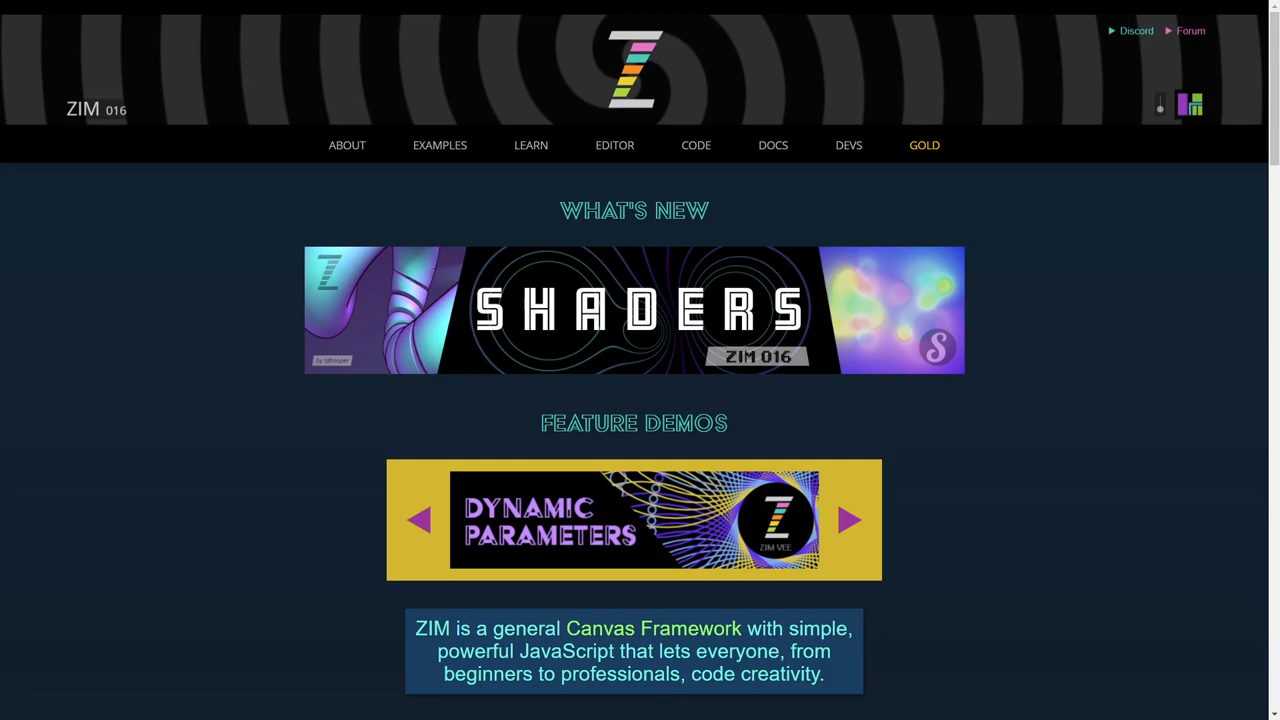 Discord Forum
ZIM 016
ABOUT EXAMPLES LEARN EDITOR CODE DOCS DEVS GOLD
WHAT'S NEW
SHADERS
ZIM 016
by tdhooper
S
FEATURE DEMOS
DYNAMIC
PARAMETERS
ZIM VEE
ZIM is a general Canvas Framework with simple,
powerful JavaScript that lets everyone, from
beginners to professionals, code creativity.